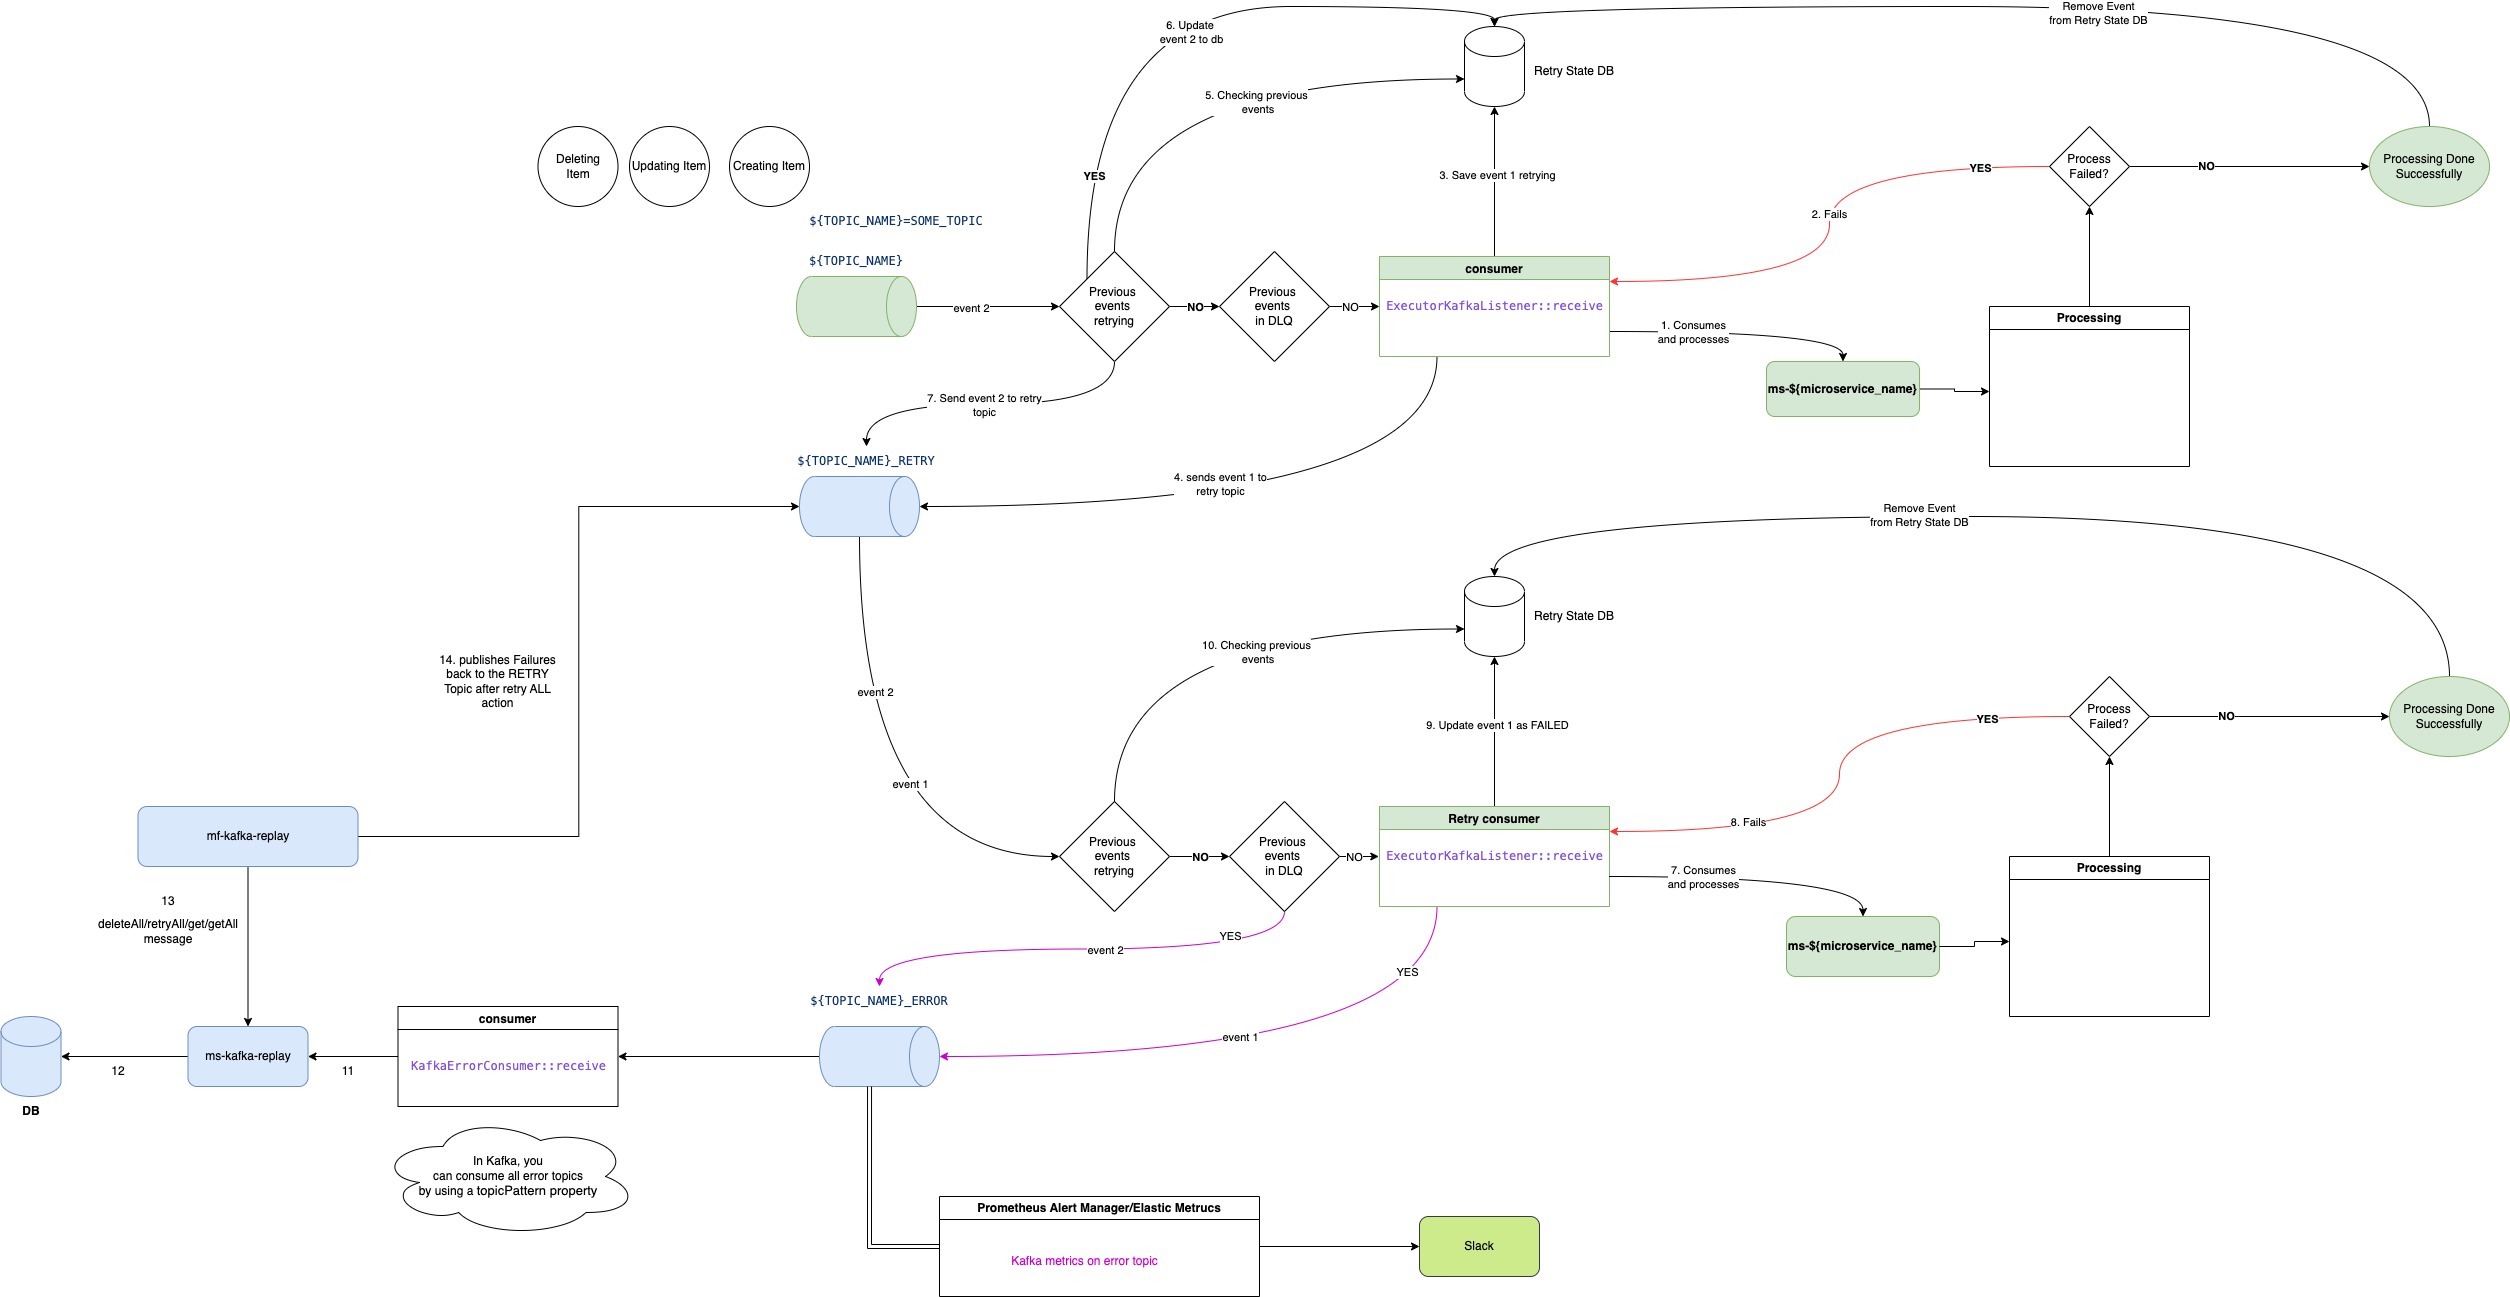 Remove Event
from Retry State DB
6. Update
event 2 to db
Retry State DB
5. Checking previous
events
Deleting
Item
Updating Item
Creating Item
YES
3. Save event 1 retrying
YES
Process
Failed?
NO
Processing Done
Successfully
2. Fails
${TOPIC_NAME}=SOME_TOPIC
${TOPIC_NAME}
event 2
Previous
events
retrying
NO
Previous
events
in DLQ
NO
consumer
ExecutorKafkaListener::receive
1. Consumes
and processes
Processing
ms-${microservice_name}
7. Send event 2 to retry
topic
${TOPIC_NAME}_RETRY
4. sends event 1 to
retry topic
Remove Event
from Retry State DB
Retry State DB
10. Checking previous
events
14. publishes Failures
back to the RETRY
Topic after retry ALL
action
event 2
event 1
9. Update event 1 as FAILED
YES
Process
Failed?
NO
Processing Done
Successfully
8. Fails
mf-kafka-replay
Previous
events
retrying
NO
Previous
events
in DLQ
NO
Retry consumer
ExecutorKafkaListener::receive
7. Consumes
and processes
Processing
ms-${microservice_name}
13
deleteAll/retryAll/get/getAll
message
YES
event 2
YES
${TOPIC_NAME}_ERROR
event 1
consumer
KafkaErrorConsumer::receive
ms-kafka-replay
11
12
DB
In Kafka, you
can consume all error topics
by using a topicPattern property
Prometheus Alert Manager/Elastic Metrucs
Kafka metrics on error topic
Slack